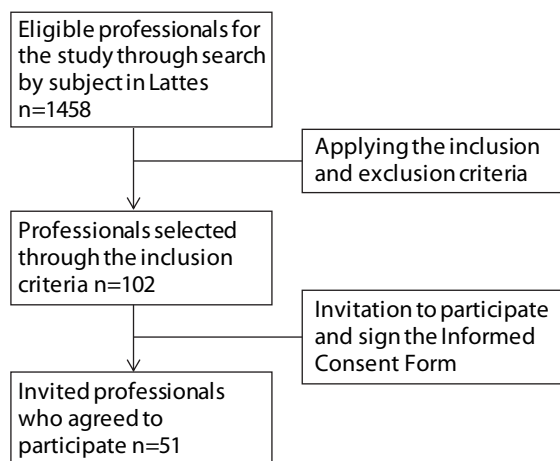 Eligible professionals for
the study through search
by subject in Lattes
n=1458
Applying the inclusion
and exclusion criteria
Professionals selected
through the inclusion
criteria n=102
Invitation to participate
and sign the Informed
Consent Form
Invited professionals
who agreed to
participate n=51